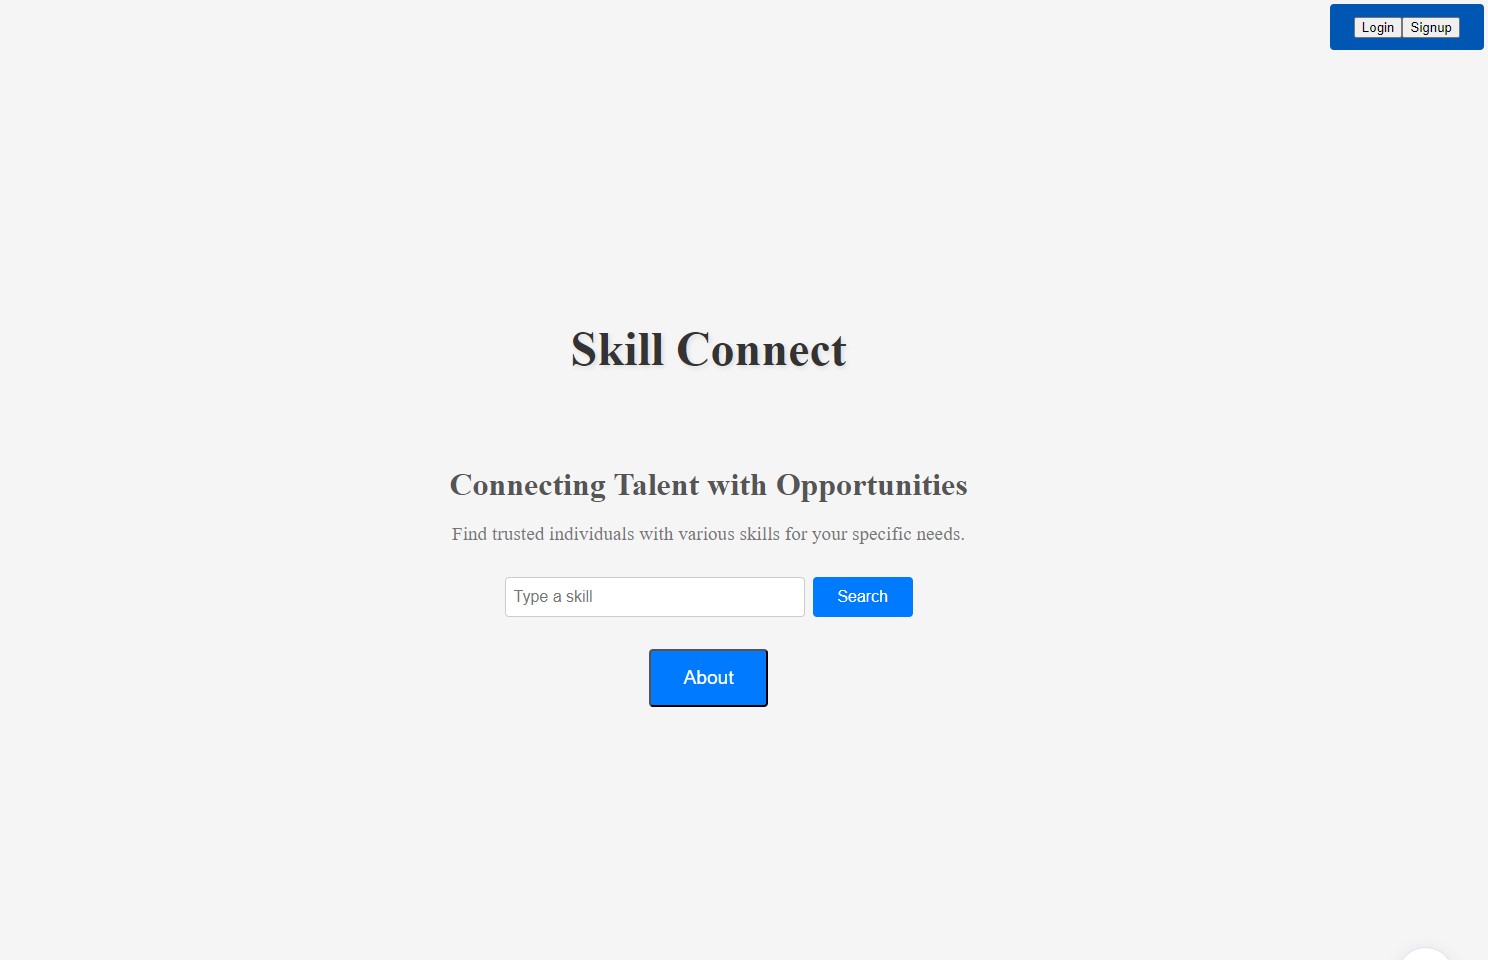 Login Signup
Skill Connect
Connecting Talent with Opportunities
Find trusted individuals with various skills for your specific needs.
Type a skill Search
About